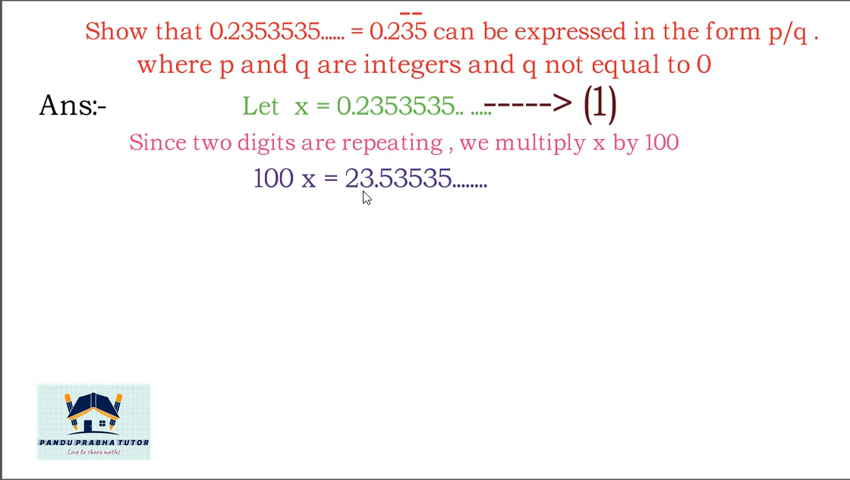 Show that 0.2353535...... = 0.235 can be expressed in the form p/q .
where p and q are integers and q not equal to 0
Ans:- Let x = 0.2353535.. .....-----> (1)
Since two digits are repeating , we multiply x by 100
100 x = 23.53535........
PANDU PRABHA TUTOR
Love to share maths